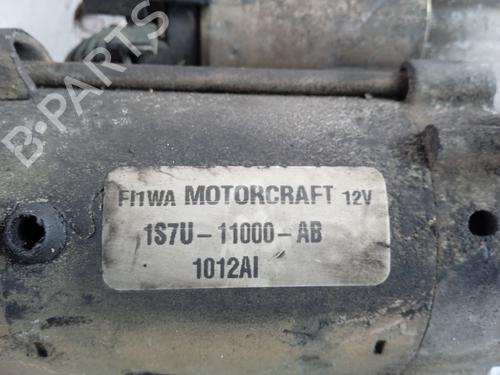 B-PARTS
FI1WA MOTORCRAFT 12V
1S7U-11000-AB
1012AI